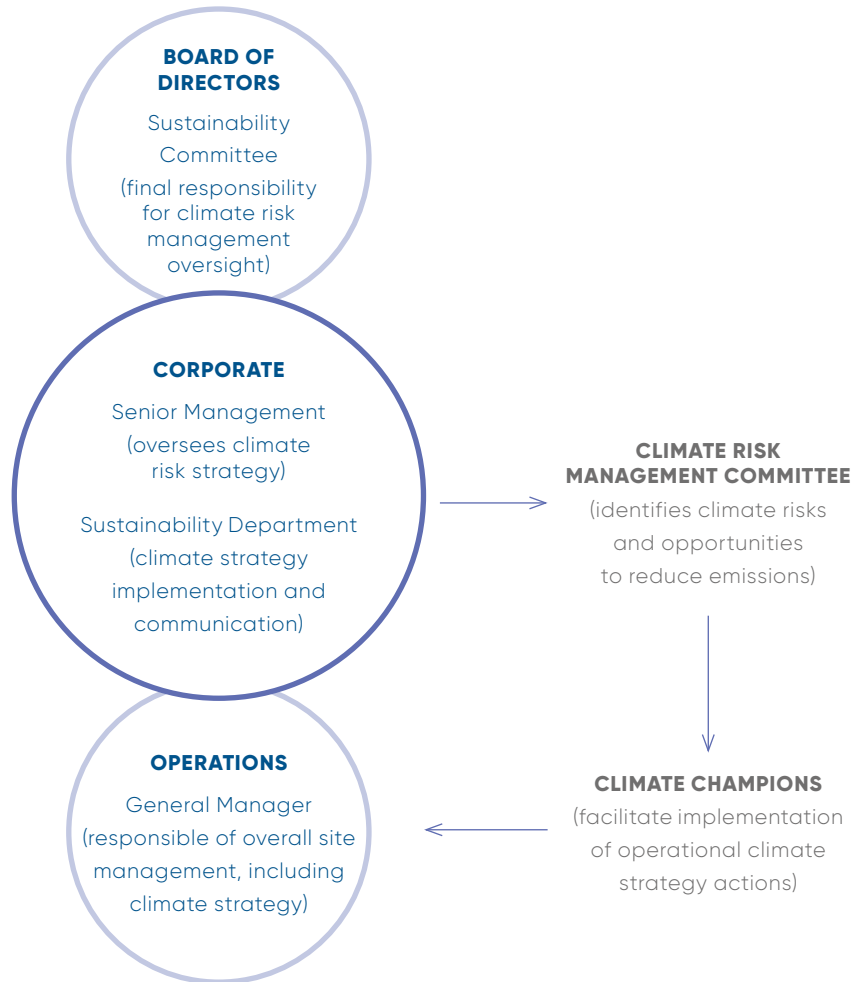 BOARD OF
DIRECTORS
Sustainability
Committee
(final responsibility
for climate risk
management
oversight)
CORPORATE
Senior Management
(oversees climate
risk strategy)
Sustainability Department
(climate strategy
implementation and
communication)
CLIMATE RISK
MANAGEMENT COMMITTEE
(identifies climate risks
and opportunities
to reduce emissions)
OPERATIONS
General Manager
(responsible of overall site
management, including
climate strategy)
CLIMATE CHAMPIONS
(facilitate implementation
of operational climate
strategy actions)